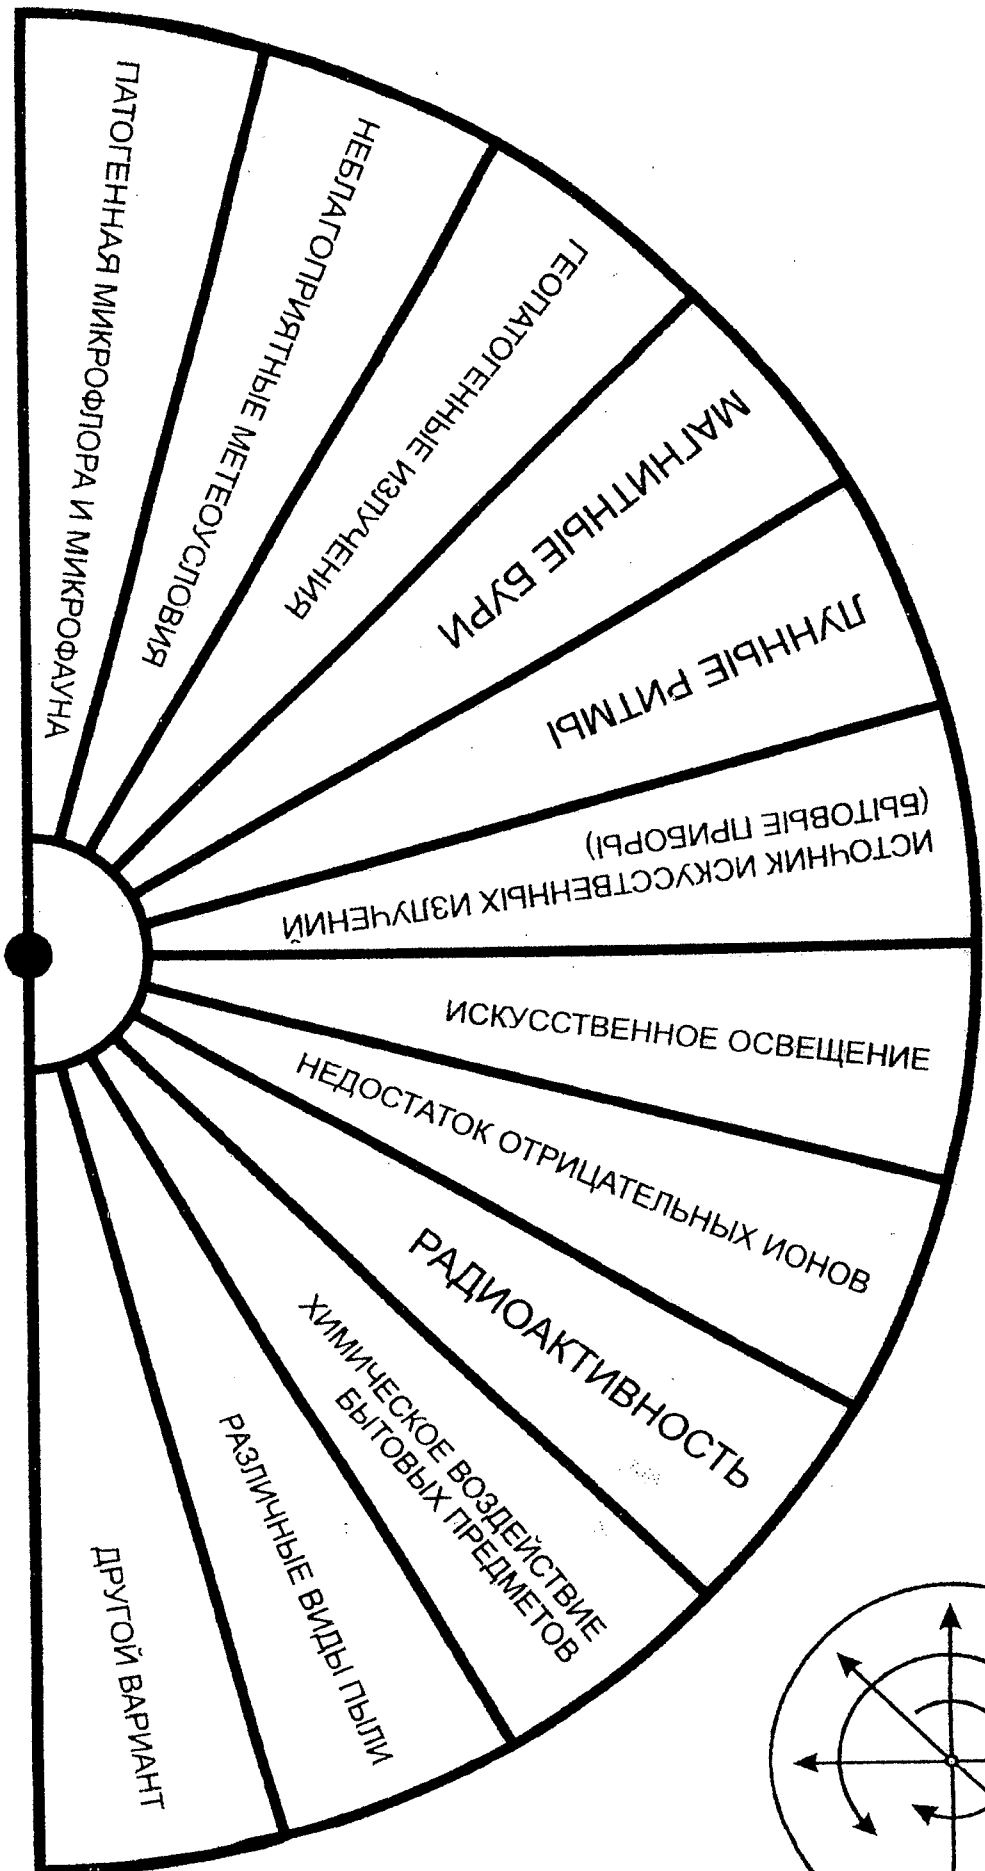 ПАТОГЕННАЯ МИКРОФЛОРА И МИКРОФАУНА
НЕБЛАГОПРИЯТНЫЕ МЕТЕОУСЛОВИЯ
ГЕОПАТОГЕННЫЕ ИЗЛУЧЕНИЯ
МАГНИТНЫЕ БУРИ
ЛУННЫЕ РИТМЫ
ИСТОЧНИК ИСКУССТВЕННЫХ ИЗЛУЧЕНИЙ
(БЫТОВЫЕ ПРИБОРЫ)
ИСКУССТВЕННОЕ ОСВЕЩЕНИЕ
НЕДОСТАТОК ОТРИЦАТЕЛЬНЫХ ИОНОВ
РАДИОАКТИВНОСТЬ
ХИМИЧЕСКОЕ ВОЗДЕЙСТВИЕ
БЫТОВЫХ ПРЕДМЕТОВ
РАЗЛИЧНЫЕ ВИДЫ ПЫЛИ
ДРУГОЙ ВАРИАНТ